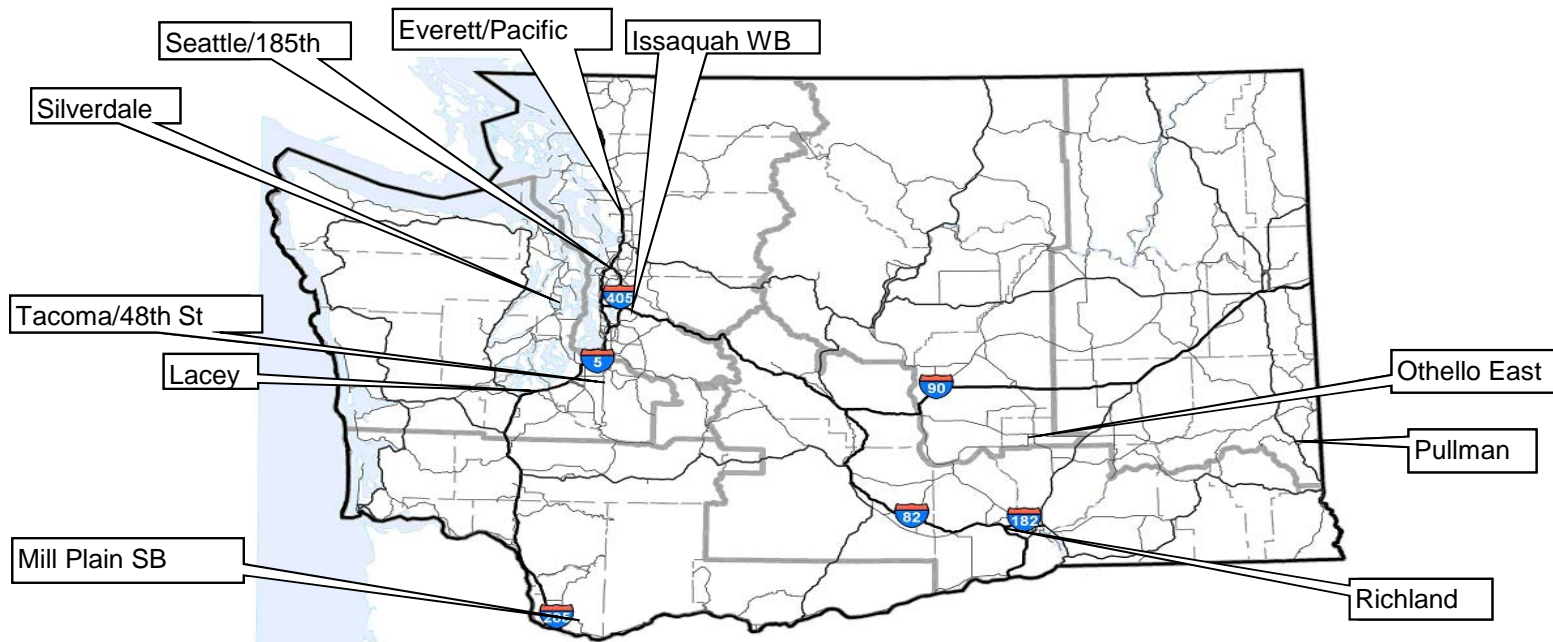 Everett/Pacific
Seattle/185th
Issaquah WB
Silverdale
405
Tacoma/48th St
5
Lacey
90
Othello East
Pullman
82
182
Mill Plain SB
Richland
205